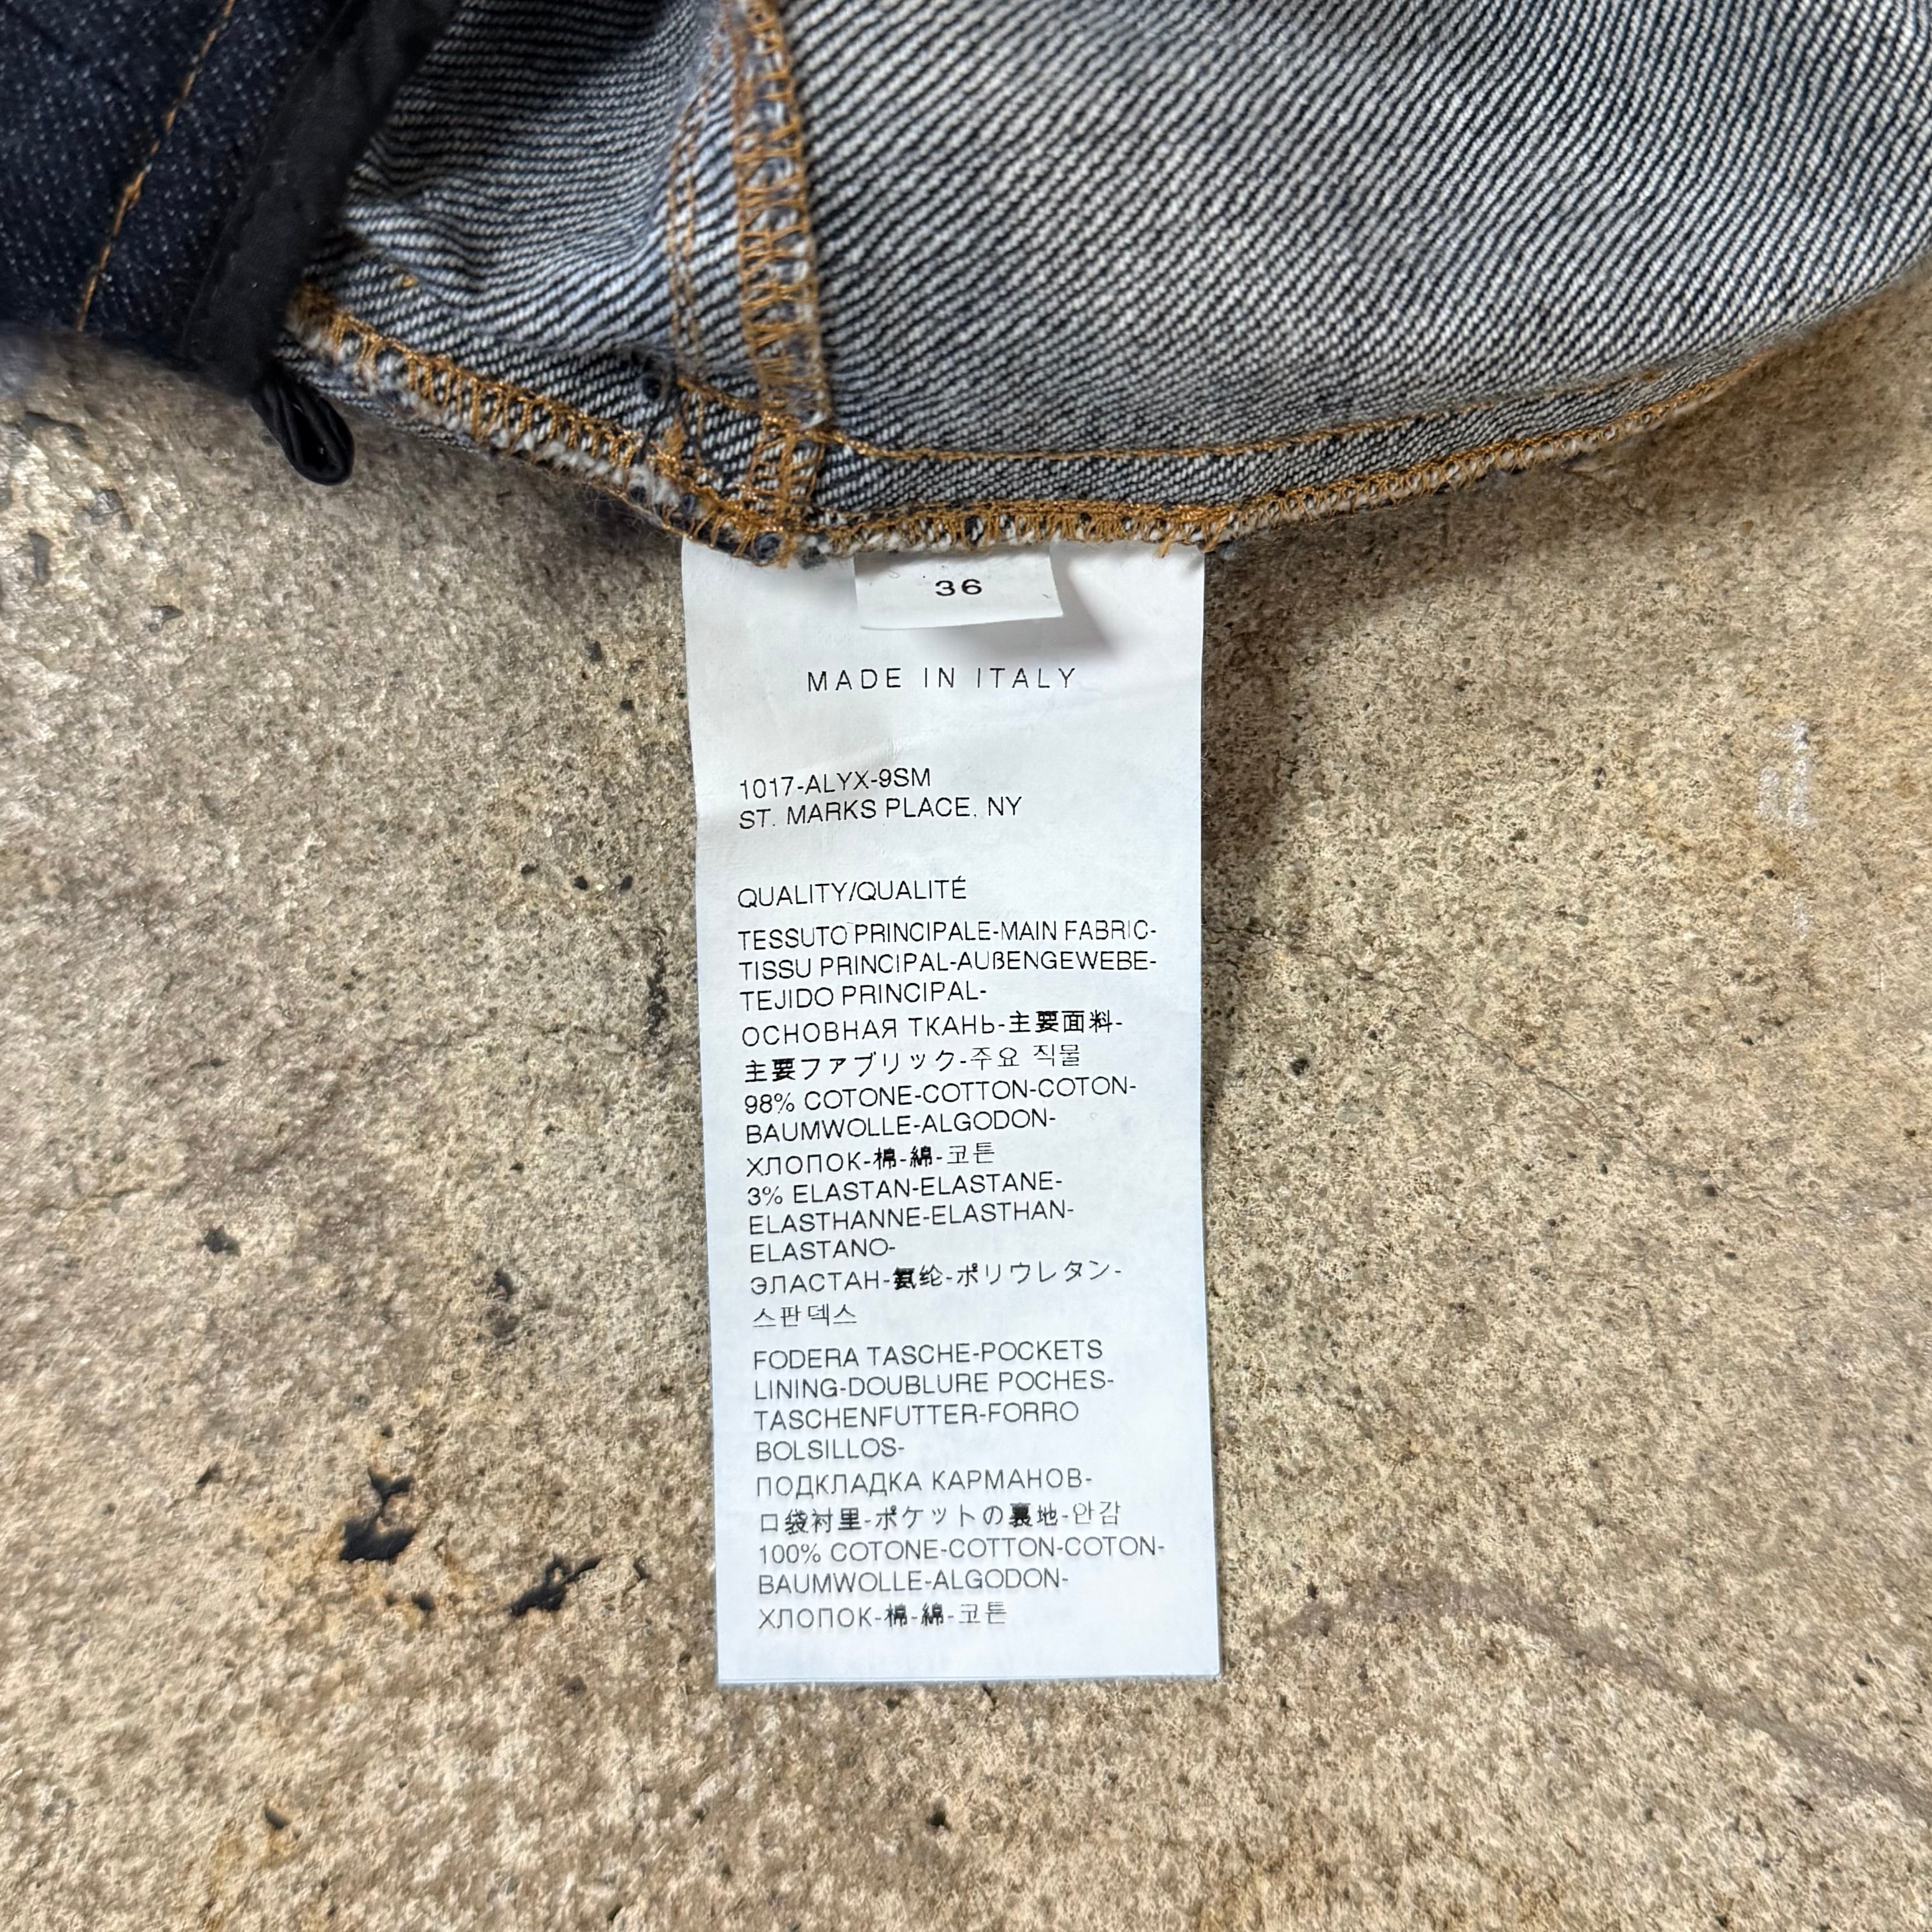 36
MADE IN ITALY
1017-ALYX-9SM
ST. MARKS PLACE. NY
QUALITY/QUALITÉ
TESSUTO PRINCIPALE-MAIN FABRIC-
TISSU PRINCIPAL-AUßENGEWEBE-
TEJIDO PRINCIPAL-
ОСНОВНАЯ ТКАНЬ-主要面料-
主要ファブリック-주요 직물
98% COTONE-COTTON-COTON-
BAUMWOLLE-ALGODON-
ХЛОПОК-棉-綿-코튼
3% ELASTAN-ELASTANE-
ELASTHANNE-ELASTHAN-
ELASTANO-
ЭЛАСТАН-氨纶-ポリウレタン-
스판덱스
FODERA TASCHE-POCKETS
LINING-DOUBLURE POCHES-
TASCHENFUTTER-FORRO
BOLSILLOS-
ПОДКЛАДКА КАРМАНОВ-
口袋衬里-ポケットの裏地-안감
100% COTONE-COTTON-COTON-
BAUMWOLLE-ALGODON-
ХЛОПОК-棉-綿-코튼